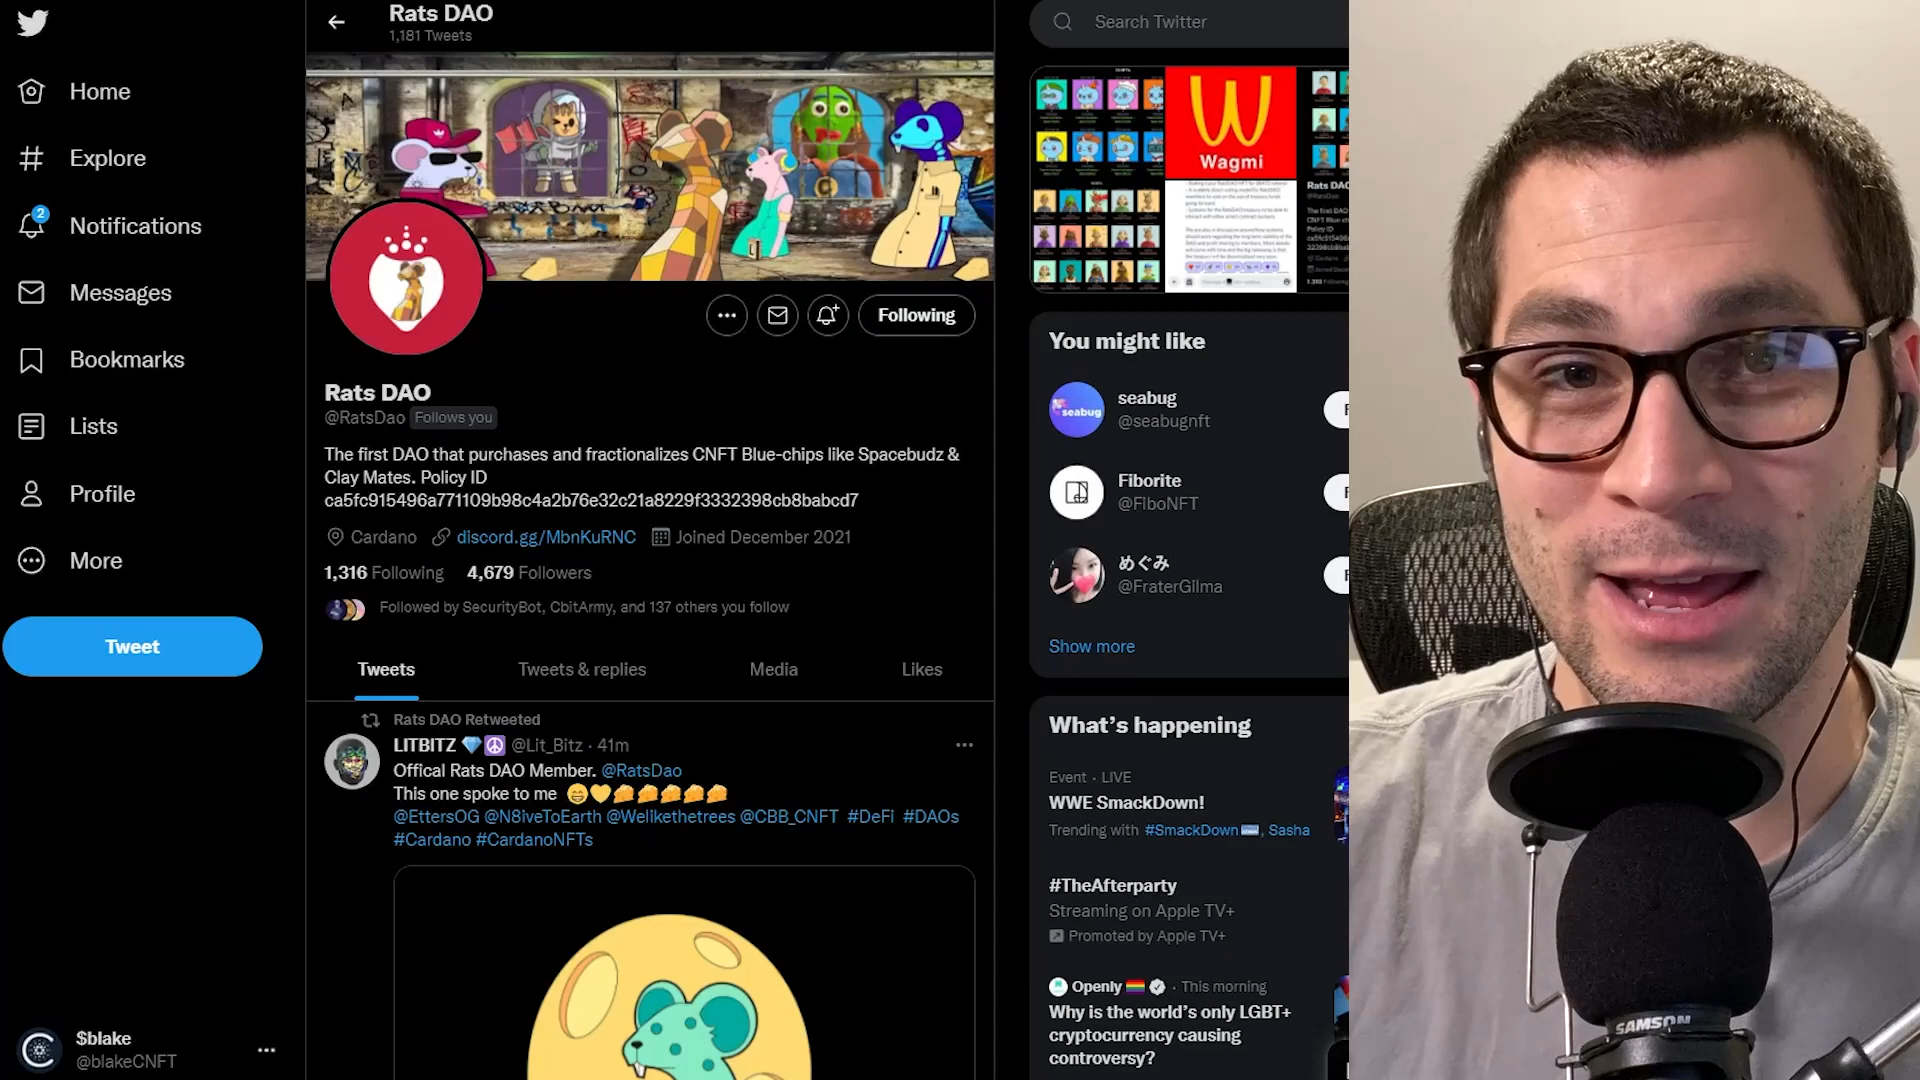 Home
Explore
2
Notifications
Messages
Bookmarks
Lists
Profile
More
Tweet
$blake
@blakeCNFT
Rats DAO
1,181 Tweets
Following
Rats DAO
@RatsDao Follows you
The first DAO that purchases and fractionalizes CNFT Blue-chips like Spacebudz &
Clay Mates. Policy ID
ca5fc915496a771109b98c4a2b76e32c21a8229f3332398cb8babcd7
Cardano discord.gg/MbnKuRNC Joined December 2021
1,316 Following 4,679 Followers
Followed by SecurityBot, CbitArmy, and 137 others you follow
Tweets Tweets & replies Media Likes
Rats DAO Retweeted
LITBITZ @Lit_Bitz · 41m
Offical Rats DAO Member. @RatsDao
This one spoke to me
@EttersOG @N8iveToEarth @Welikethetrees @CBB_CNFT #DeFi #DAOs
#Cardano #CardanoNFTs
Search Twitter
Wagmi
You might like
seabug
seabug
@seabugnft
Fiborite
@FiboNFT
めぐみ
@FraterGilma
Show more
What's happening
Event · LIVE
WWE SmackDown!
Trending with #SmackDown, Sasha
#TheAfterparty
Streaming on Apple TV+
Promoted by Apple TV+
Openly · This morning
Why is the world's only LGBT+
cryptocurrency causing
controversy?
SAMSON